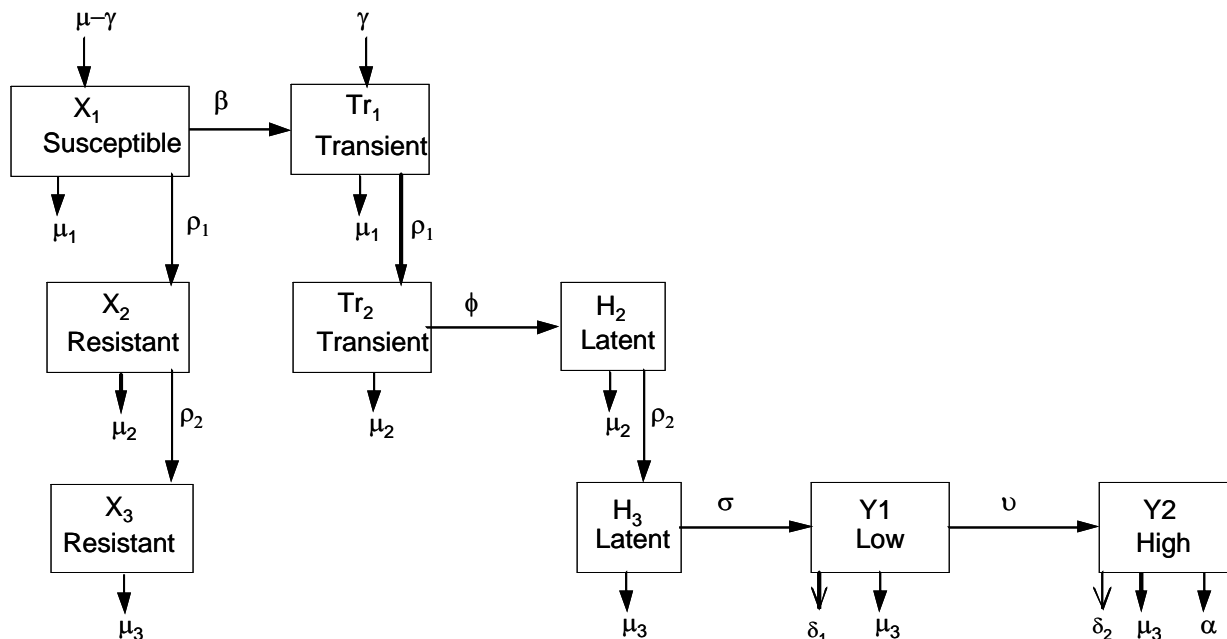 μ−γ
γ
X₁
Susceptible
β
Tr₁
Transient
μ₁
ρ₁
μ₁
ρ₁
X₂
Resistant
Tr₂
Transient
ϕ
H₂
Latent
μ₂
ρ₂
μ₂
μ₂
ρ₂
X₃
Resistant
H₃
Latent
σ
Y1
Low
υ
Y2
High
μ₃
μ₃
δ₁
μ₃
δ₂
μ₃
α